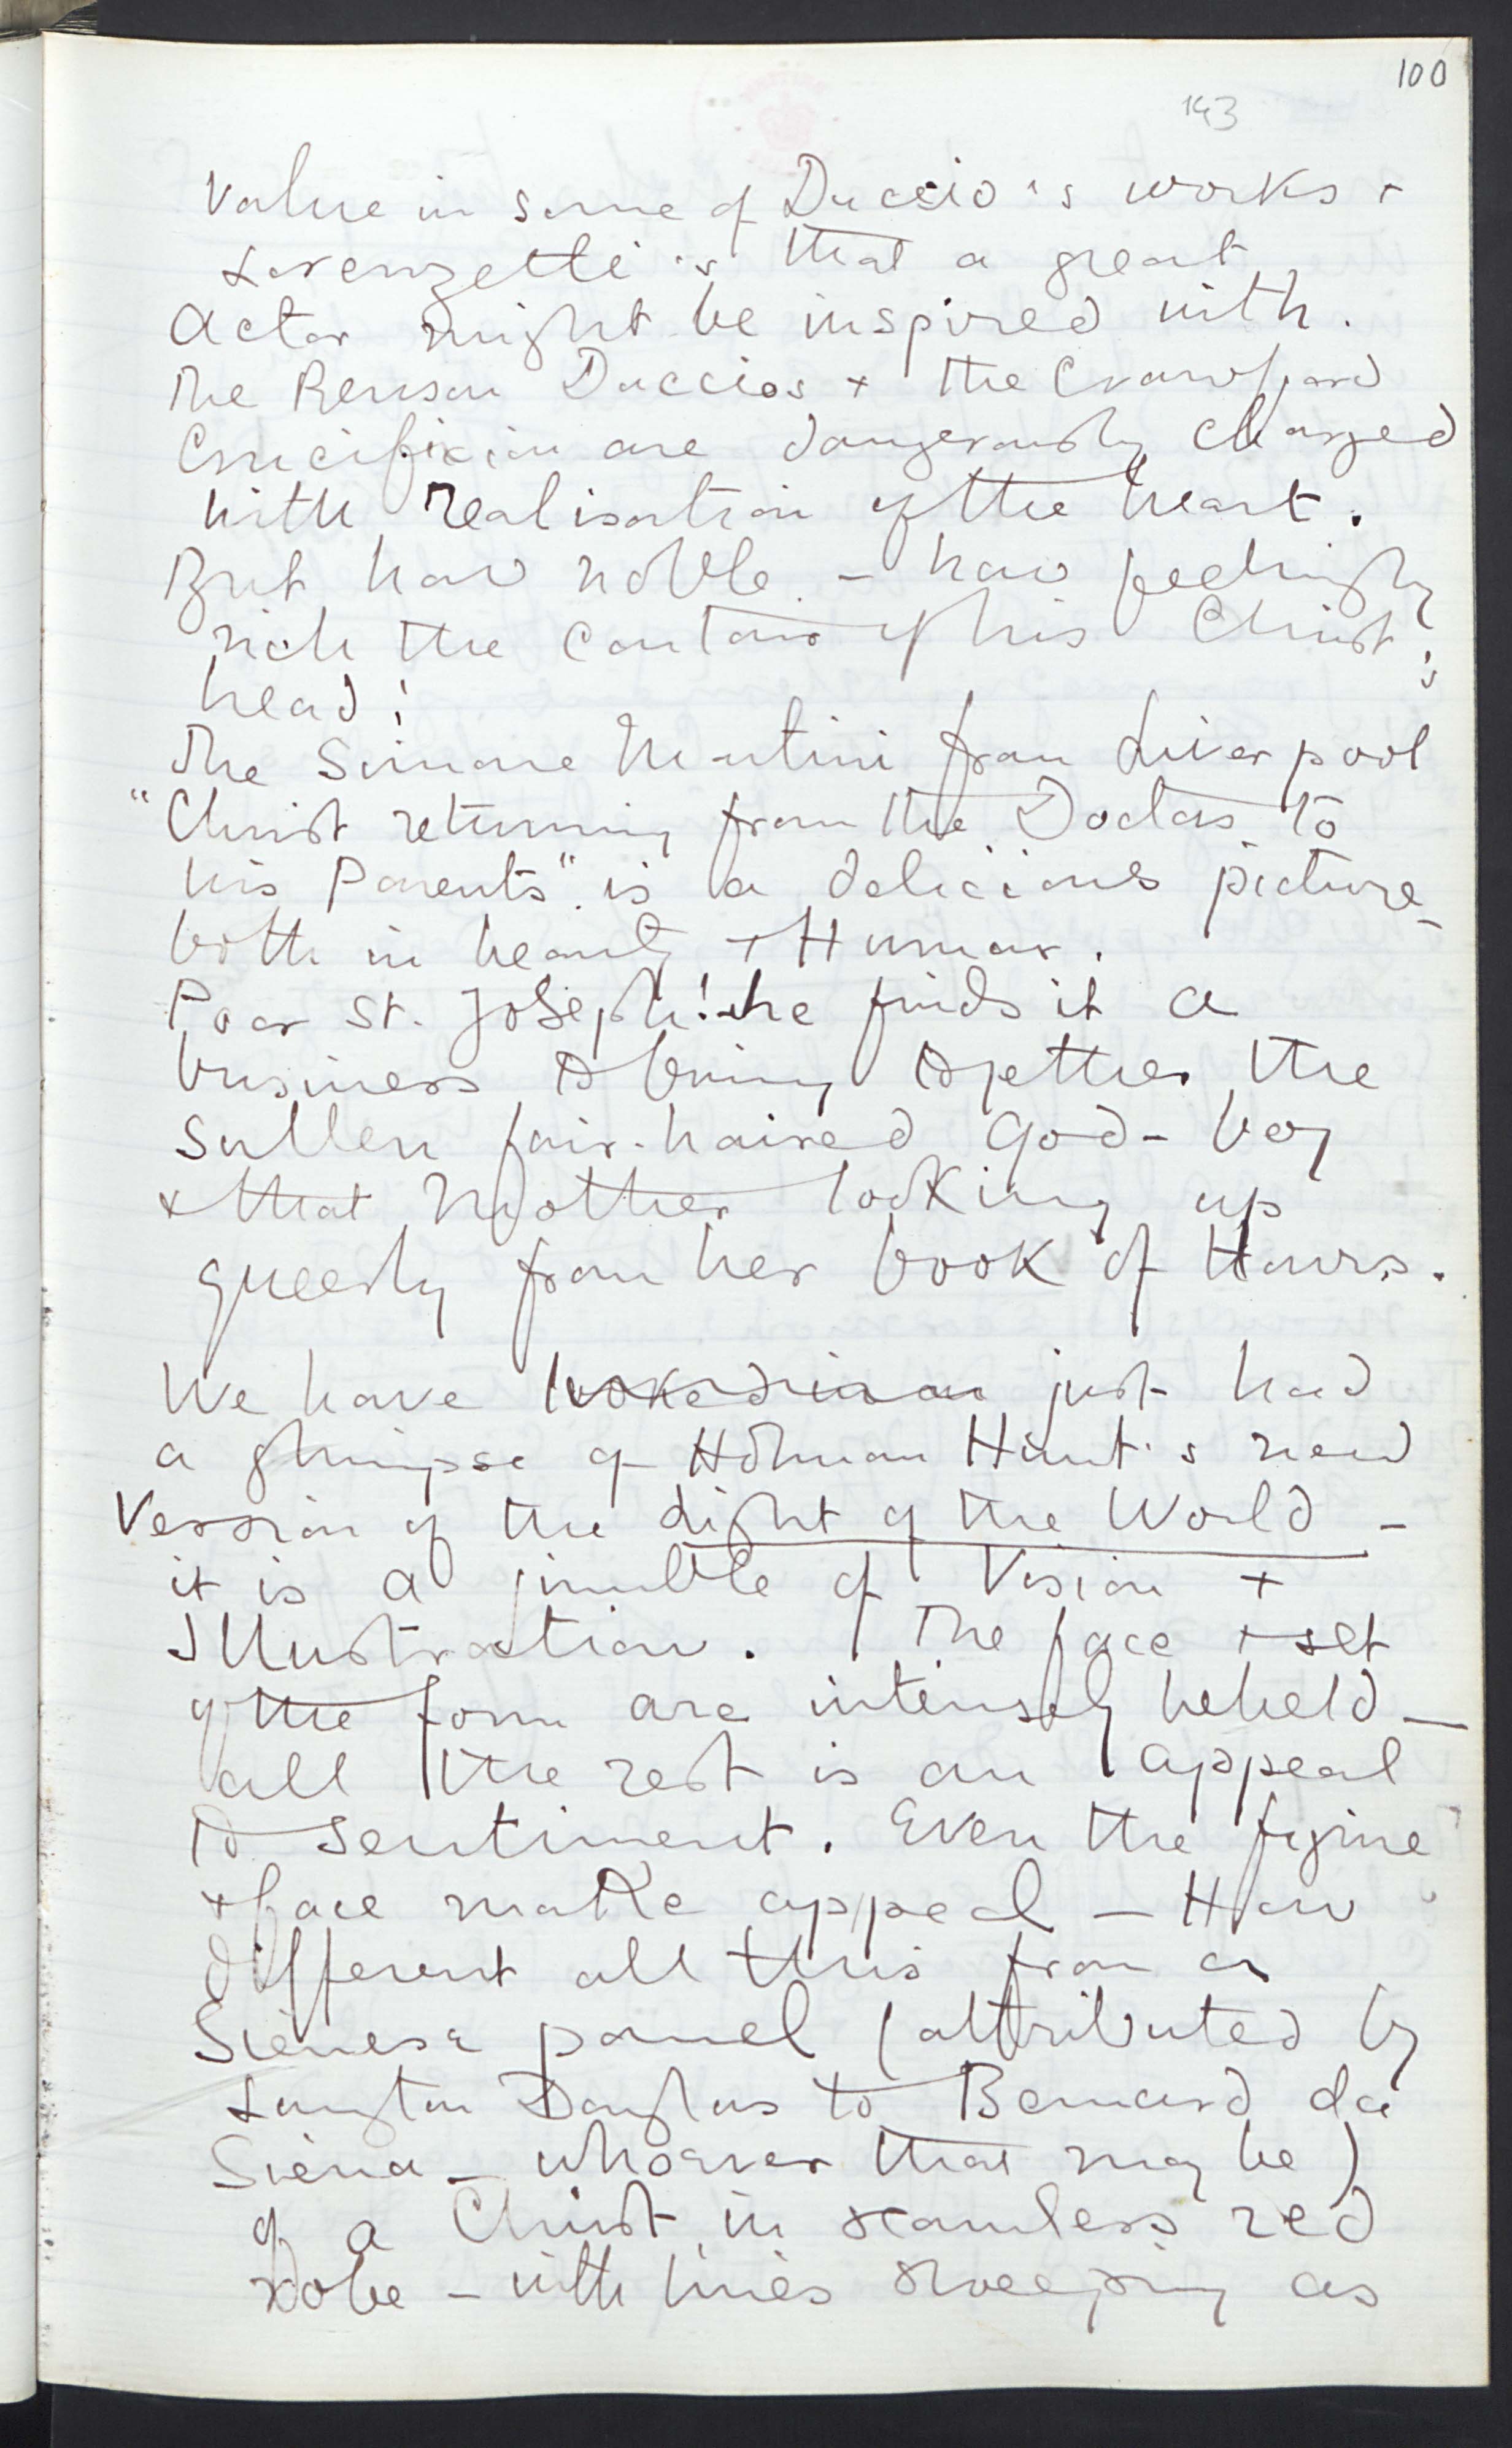 100
143
Value in some of Duccio's works +
Lorenzetti's that a great
Actor might be inspired with.
The Benson Duccios + the Crawford
Crucifixion are dangerously charged
with realisation of the heart.
But how noble - how feelingly
rich the contour of his Christ's
head!
The Simone Martini from Liverpool
"Christ returning from the Doctors to
his Parents" is a delicious picture -
both in beauty + Humour.
Poor St. Joseph! he finds it a
business to bring together the
sullen fair-haired God-boy
+ that Mother looking up
queerly from her book of Hours.
We have looked in on just had
a glimpse of Holman Hunt's new
Version of the Light of the World -
it is a jumble of Vision +
Illustration. The face + set
of the form are intensely beheld -
all the rest is an appeal
to sentiment. Even the figure
+ face make appeal - How
different all this from a
Sienese panel (attributed by
Langton Douglas to Bernard da
Siena - whoever that may be)
of a Christ in seamless red
robe - with lines sweeping as